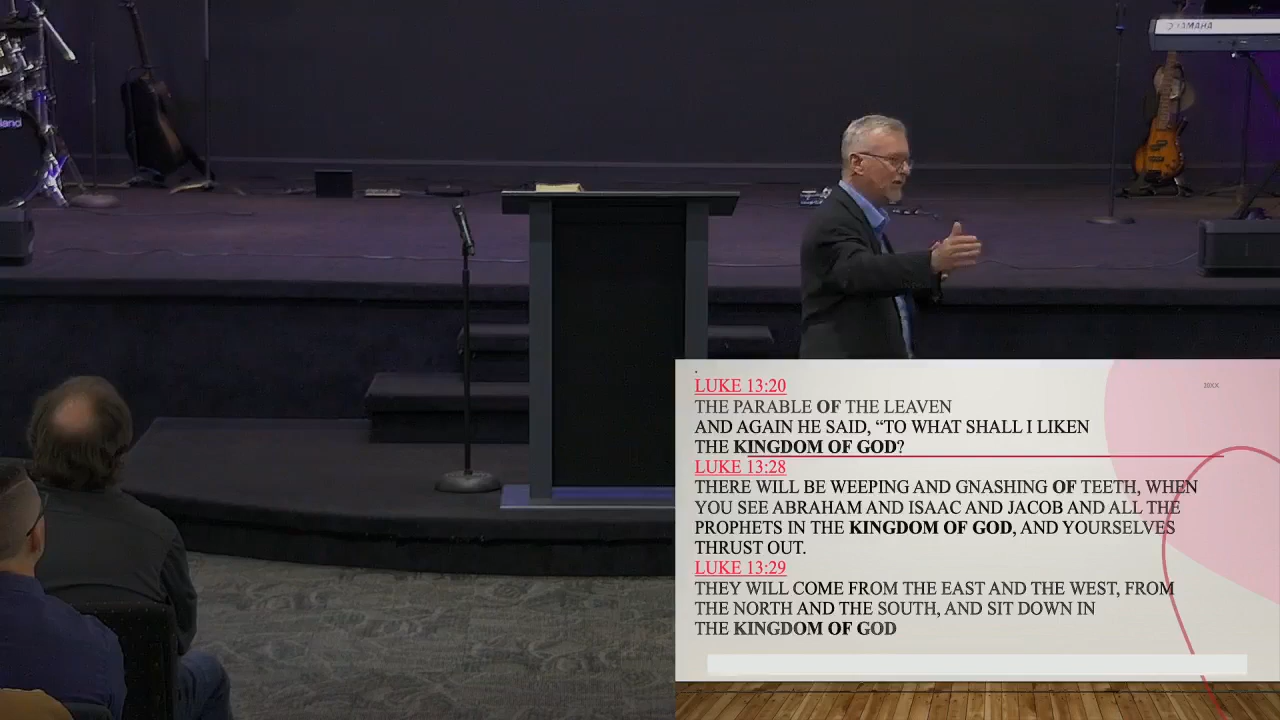 YAMAHA
land
.
LUKE 13:20
20XX
THE PARABLE OF THE LEAVEN
AND AGAIN HE SAID, “TO WHAT SHALL I LIKEN
THE KINGDOM OF GOD?
LUKE 13:28
THERE WILL BE WEEPING AND GNASHING OF TEETH, WHEN
YOU SEE ABRAHAM AND ISAAC AND JACOB AND ALL THE
PROPHETS IN THE KINGDOM OF GOD, AND YOURSELVES
THRUST OUT.
LUKE 13:29
THEY WILL COME FROM THE EAST AND THE WEST, FROM
THE NORTH AND THE SOUTH, AND SIT DOWN IN
THE KINGDOM OF GOD